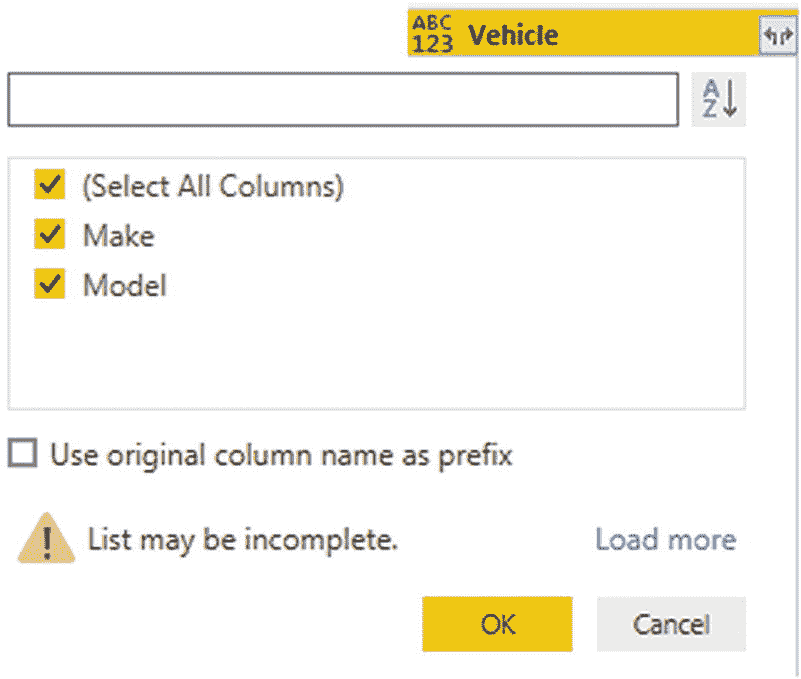 ABC
123 Vehicle
A
Z
(Select All Columns)
Make
Model
Use original column name as prefix
! List may be incomplete. Load more
OK Cancel